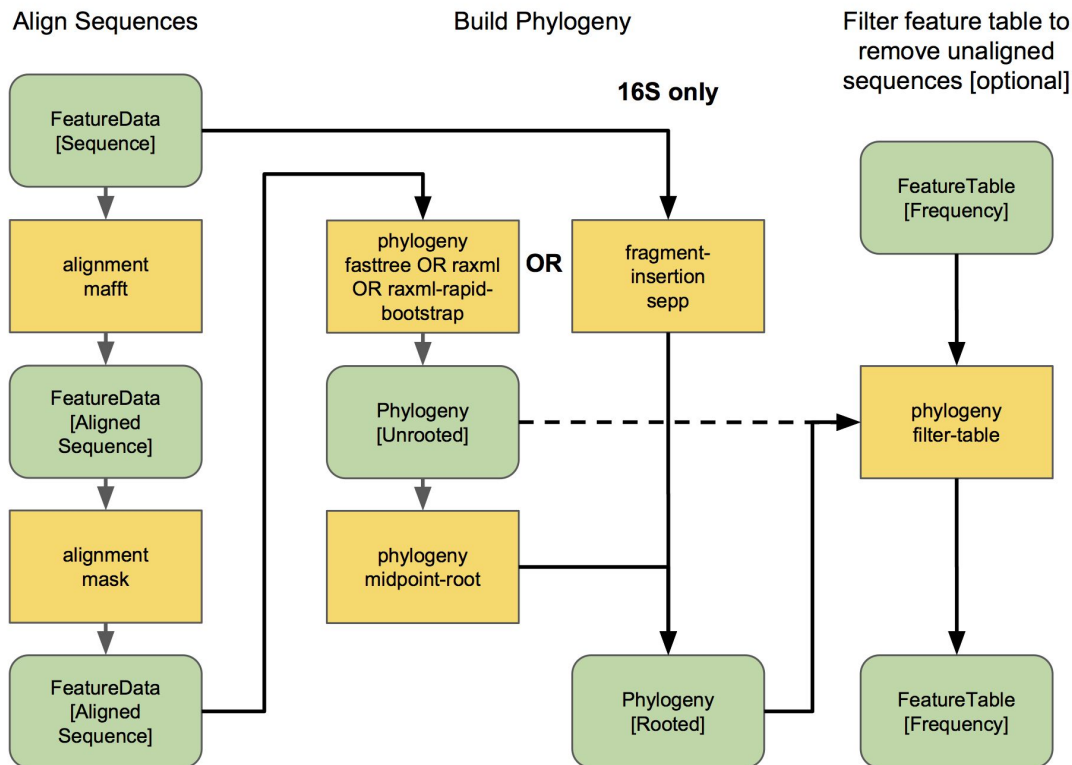 Align Sequences
FeatureData
[Sequence]
alignment
mafft
FeatureData
[Aligned
Sequence]
alignment
mask
FeatureData
[Aligned
Sequence]
Build Phylogeny
16S only
phylogeny
fasttree OR raxml
OR raxml-rapid-
bootstrap
OR
fragment-
insertion
sepp
Phylogeny
[Unrooted]
phylogeny
midpoint-root
Phylogeny
[Rooted]
Filter feature table to
remove unaligned
sequences [optional]
FeatureTable
[Frequency]
phylogeny
filter-table
FeatureTable
[Frequency]